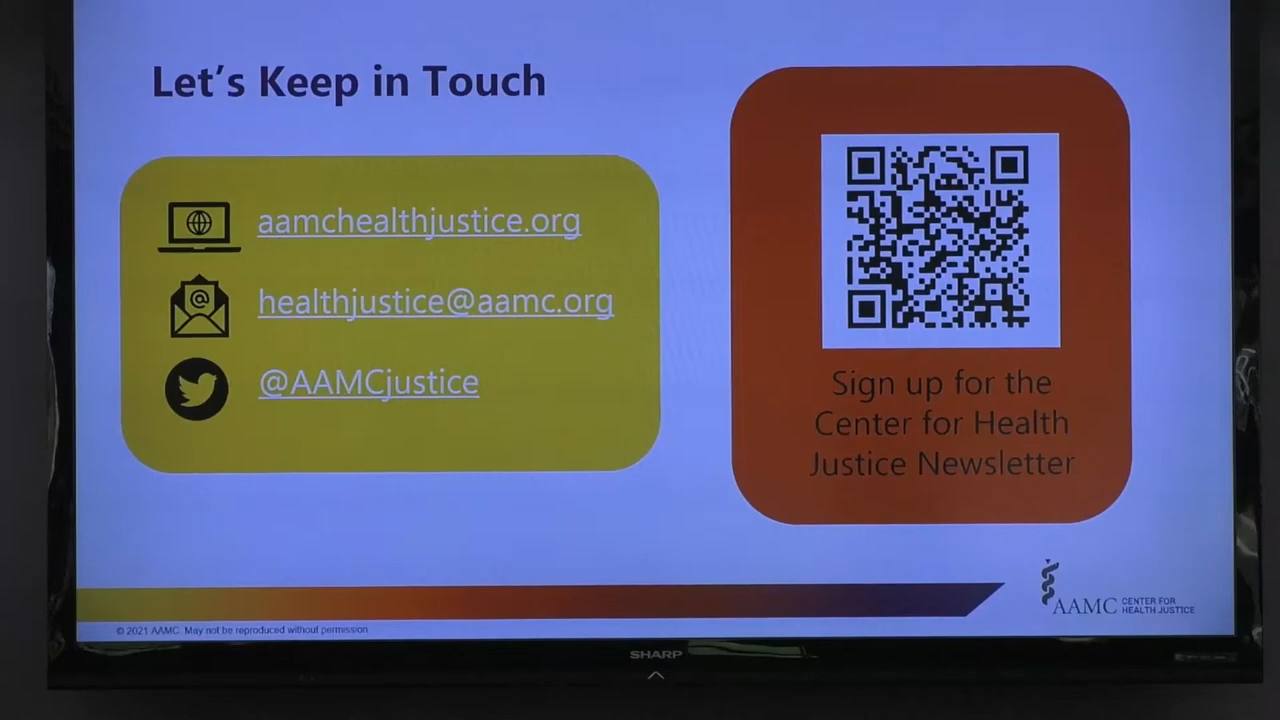 Let's Keep in Touch
aamchealthjustice.org
healthjustice@aamc.org
@AAMCjustice
Sign up for the
Center for Health
Justice Newsletter
AAMC CENTER FOR
HEALTH JUSTICE
© 2021 AAMC. May not be reproduced without permission
SHARP